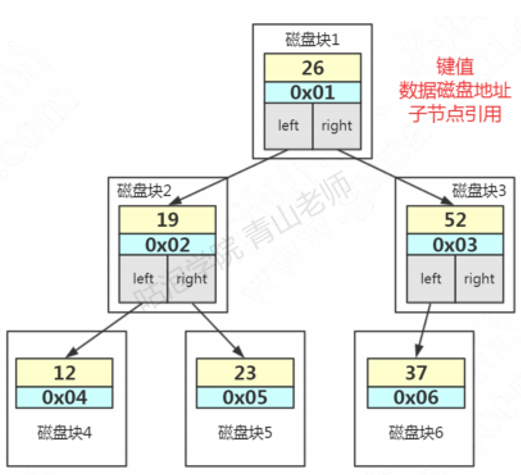 磁盘块1
26
0x01
left right
键值
数据磁盘地址
子节点引用
磁盘块2
19
0x02
left right
磁盘块3
52
0x03
left right
12
0x04
磁盘块4
23
0x05
磁盘块5
37
0x06
磁盘块6
咕泡学院 青山老师